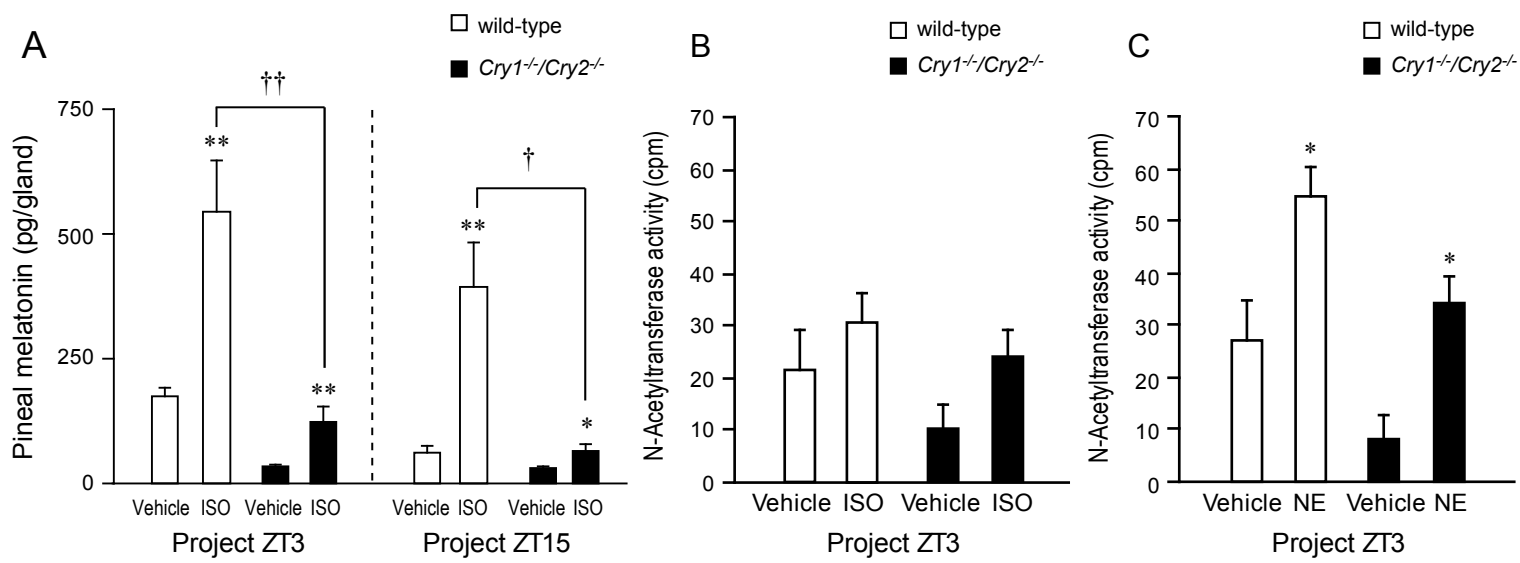 A
wild-type
Cry1-/-/Cry2-/-
Pineal melatonin (pg/gland)
750
500
250
0
††
**
**
†
**
*
Vehicle ISO Vehicle ISO
Vehicle ISO Vehicle ISO
Project ZT3
Project ZT15
B
wild-type
Cry1-/-/Cry2-/-
N-Acetyltransferase activity (cpm)
70
60
50
40
30
20
10
0
Vehicle ISO Vehicle ISO
Project ZT3
C
wild-type
Cry1-/-/Cry2-/-
N-Acetyltransferase activity (cpm)
70
60
50
40
30
20
10
0
*
*
Vehicle NE Vehicle NE
Project ZT3